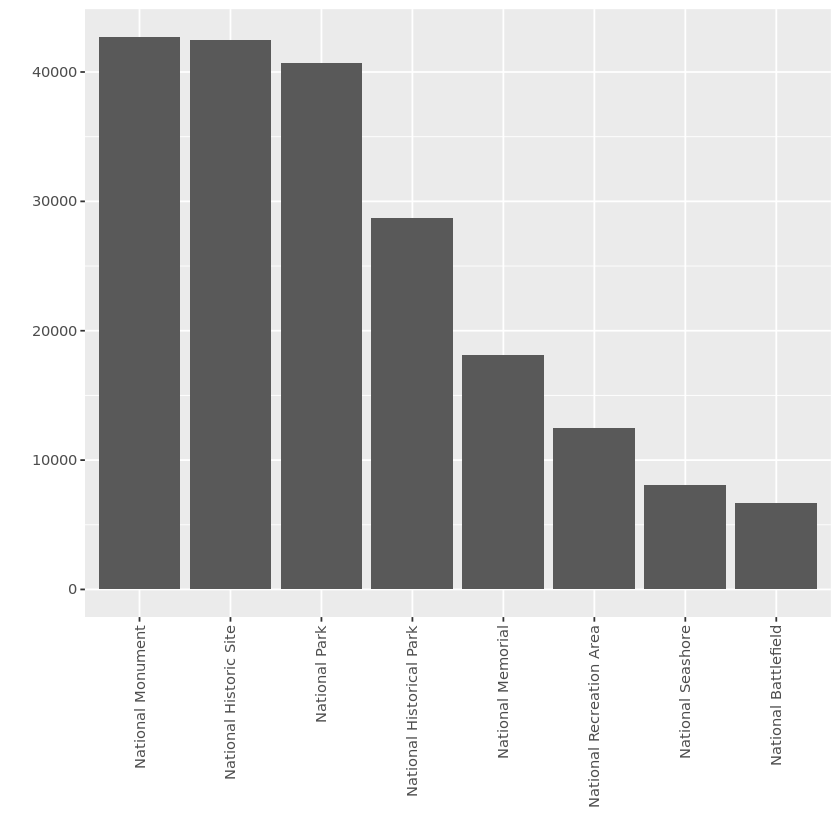 40000
30000
20000
10000
0
National Monument
National Historic Site
National Park
National Historical Park
National Memorial
National Recreation Area
National Seashore
National Battlefield